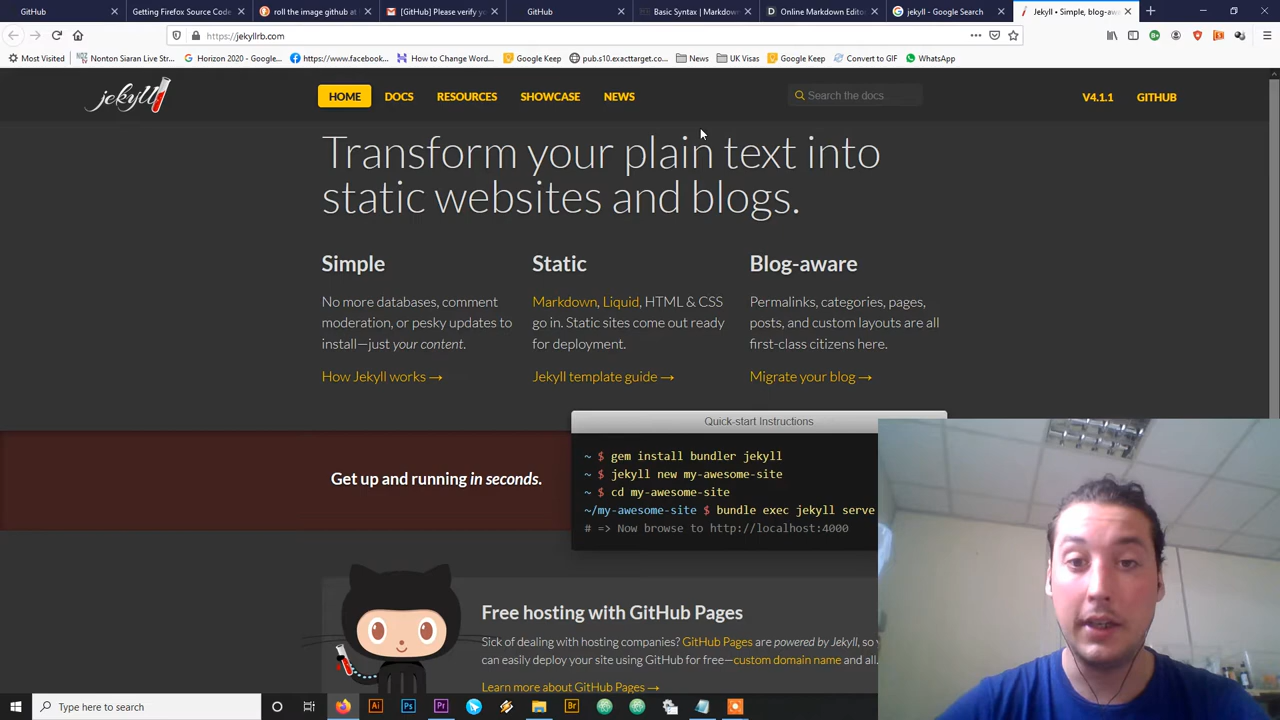 GitHub
Getting Firefox Source Code
roll the image github at
[GitHub] Please verify y
GitHub
Basic Syntax | Markdown
Online Markdown Editor
jekyll - Google Search
Jekyll • Simple, blog-aw
https://jekyllrb.com
Most Visited
Nonton Siaran Live Str...
Horizon 2020 - Google...
https://www.facebook...
How to Change Word...
Google Keep
pub.s10.exacttarget.co...
News
UK Visas
Google Keep
Convert to GIF
WhatsApp
jekyll
HOME
DOCS
RESOURCES
SHOWCASE
NEWS
Search the docs
V4.1.1
GITHUB
Transform your plain text into
static websites and blogs.
Simple
No more databases, comment
moderation, or pesky updates to
install—just your content.
How Jekyll works →
Static
Markdown, Liquid, HTML & CSS
go in. Static sites come out ready
for deployment.
Jekyll template guide →
Blog-aware
Permalinks, categories, pages,
posts, and custom layouts are all
first-class citizens here.
Migrate your blog →
Get up and running in seconds.
Quick-start Instructions
~ $ gem install bundler jekyll
~ $ jekyll new my-awesome-site
~ $ cd my-awesome-site
~/my-awesome-site $ bundle exec jekyll serve
# => Now browse to http://localhost:4000
Free hosting with GitHub Pages
Sick of dealing with hosting companies? GitHub Pages are powered by Jekyll, so
can easily deploy your site using GitHub for free—custom domain name and all.
Learn more about GitHub Pages →
Type here to search
Ai
Ps
Pr
Br